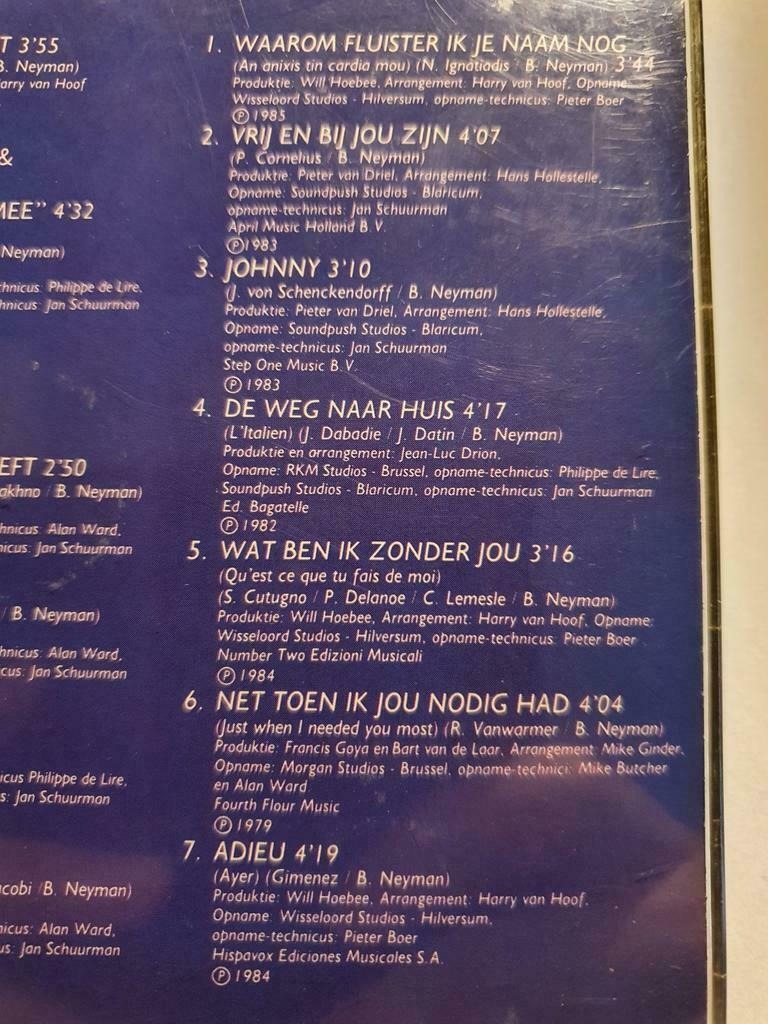 T 3'55
B. Neyman)
arry van Hoof
&
MEE" 4'32
Neyman)
hnicus: Philippe de Lire,
hnicus: Jan Schuurman
EFT 2'50
akhno / B. Neyman)
hnicus: Alan Ward,
nicus: Jan Schuurman
/ B. Neyman)
hnicus: Alan Ward,
cus: Jan Schuurman
icus Philippe de Lire,
s: Jan Schuurman
acobi / B. Neyman)
nicus: Alan Ward,
us: Jan Schuurman
1. WAAROM FLUISTER IK JE NAAM NOG
(An anixis tin cardia mou) (N. Ignatiadis / B. Neyman) 3'44
Produktie: Will Hoebee, Arrangement: Harry van Hoof, Opname:
Wisseloord Studios - Hilversum, opname-technicus: Pieter Boer
℗ 1985
2. VRIJ EN BIJ JOU ZIJN 4'07
(P. Cornelius / B. Neyman)
Produktie: Pieter van Driel, Arrangement: Hans Hollestelle,
Opname: Soundpush Studios - Blaricum,
opname-technicus: Jan Schuurman
April Music Holland B.V.
℗ 1983
3. JOHNNY 3'10
(J. von Schenckendorff / B. Neyman)
Produktie: Pieter van Driel, Arrangement: Hans Hollestelle,
Opname: Soundpush Studios - Blaricum,
opname-technicus: Jan Schuurman
Step One Music B.V.
℗ 1983
4. DE WEG NAAR HUIS 4'17
(L'Italien) (J. Dabadie / J. Datin / B. Neyman)
Produktie en arrangement: Jean-Luc Drion,
Opname: RKM Studios - Brussel, opname-technicus: Philippe de Lire,
Soundpush Studios - Blaricum, opname-technicus: Jan Schuurman
Ed. Bagatelle
℗ 1982
5. WAT BEN IK ZONDER JOU 3'16
(Qu'est ce que tu fais de moi)
(S. Cutugno / P. Delanoe / C. Lemesle / B. Neyman)
Produktie: Will Hoebee, Arrangement: Harry van Hoof, Opname:
Wisseloord Studios - Hilversum, opname-technicus: Pieter Boer
Number Two Edizioni Musicali
℗ 1984
6. NET TOEN IK JOU NODIG HAD 4'04
(Just when I needed you most) (R. Vanwarmer / B. Neyman)
Produktie: Francis Goya en Bart van de Laar, Arrangement: Mike Ginder,
Opname: Morgan Studios - Brussel, opname-technici: Mike Butcher
en Alan Ward
Fourth Flour Music
℗ 1979
7. ADIEU 4'19
(Ayer) (Gimenez / B. Neyman)
Produktie: Will Hoebee, Arrangement: Harry van Hoof,
Opname: Wisseloord Studios - Hilversum,
opname-technicus: Pieter Boer
Hispavox Ediciones Musicales S.A.
℗ 1984